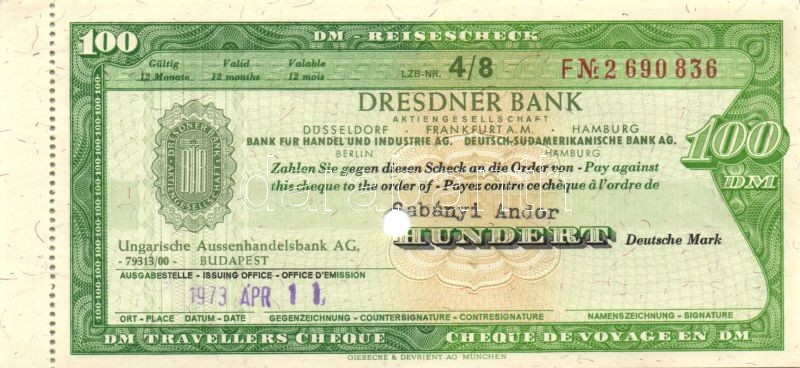 100 DM - REISESCHECK
Gültig Valid Valable
12 Monate 12 months 12 mois
LZB-NR. 4/8 F№ 2 690 836
DRESDNER BANK
AKTIENGESELLSCHAFT
DÜSSELDORF · FRANKFURT A.M. · HAMBURG
BANK FÜR HANDEL UND INDUSTRIE AG. DEUTSCH-SÜDAMERIKANISCHE BANK AG.
BERLIN HAMBURG
100 DM
DRESDNER BANK
AKTIENGESELLSCHAFT
Zahlen Sie gegen diesen Scheck an die Order von - Pay against
this cheque to the order of - Payez contre ce chèque à l'ordre de
Gabányi Andor
HUNDERT Deutsche Mark
Ungarische Aussenhandelsbank AG.
- 79313/00 - BUDAPEST
AUSGABESTELLE - ISSUING OFFICE - OFFICE D'EMISSION
1973 APR 11
ORT - PLACE DATUM - DATE GEGENZEICHNUNG - COUNTERSIGNATURE - CONTRESIGNATURE NAMENSZEICHNUNG - SIGNATURE
DM TRAVELLERS CHEQUE CHEQUE DE VOYAGE EN DM
GIESECKE & DEVRIENT AG MÜNCHEN